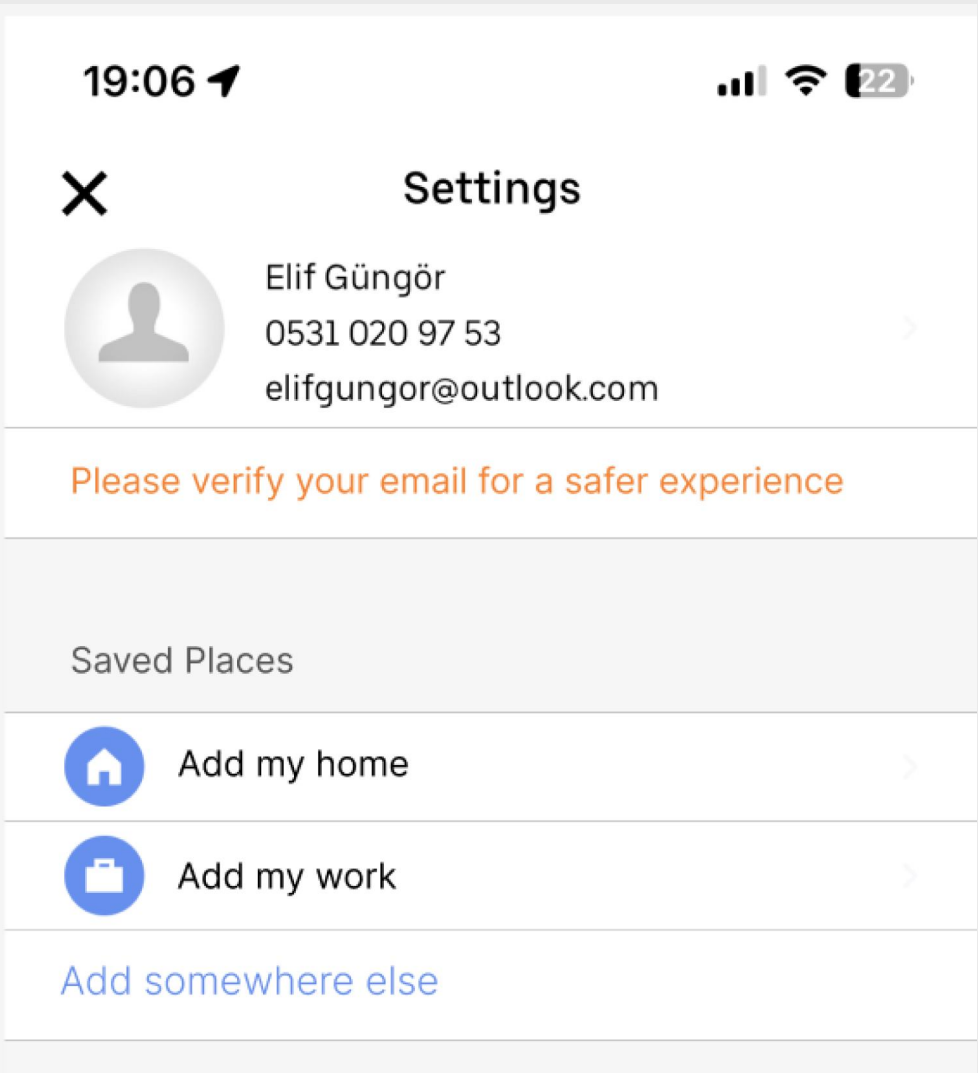 19:06
22
Settings
Elif Güngör
0531 020 97 53
elifgungor@outlook.com
Please verify your email for a safer experience
Saved Places
Add my home
Add my work
Add somewhere else